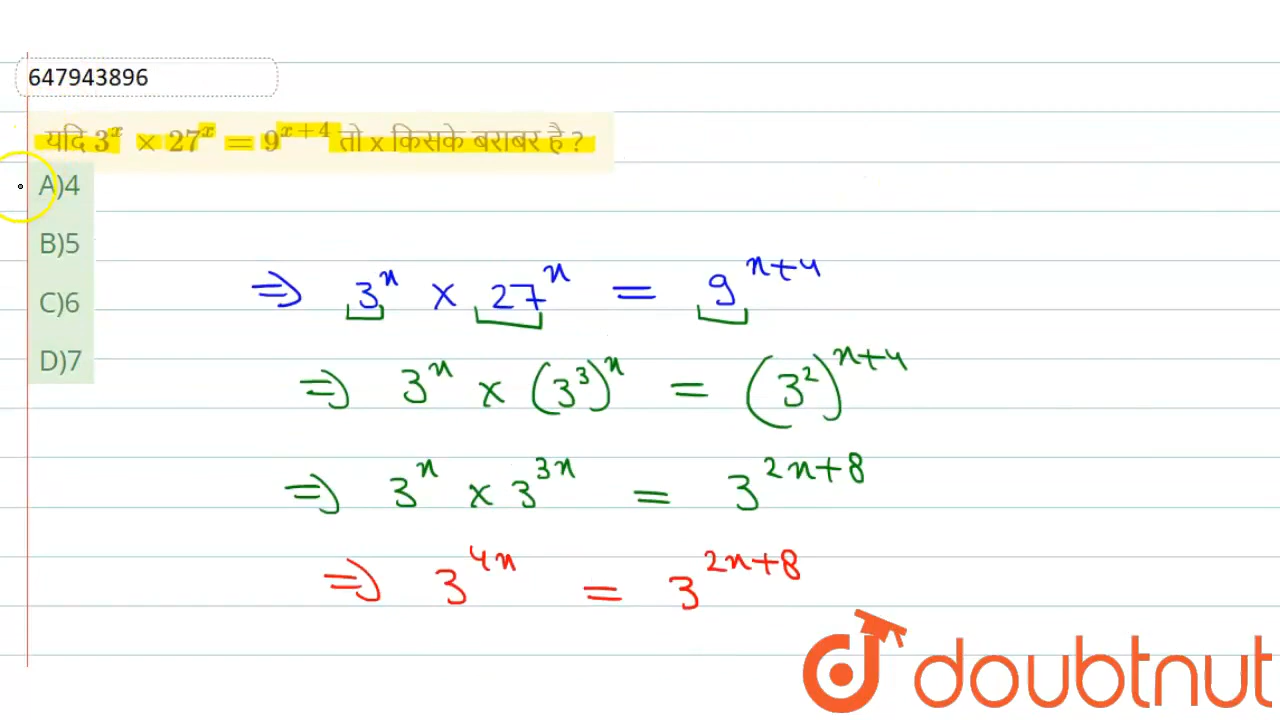 647943896
यदि 3^x × 27^x = 9^{x+4} तो x किसके बराबर है ?
A)4
B)5
C)6
D)7
⇒ 3^x × 27^x = 9^{x+4}
⇒ 3^x × (3^3)^x = (3^2)^{x+4}
⇒ 3^x × 3^{3x} = 3^{2x+8}
⇒ 3^{4x} = 3^{2x+8}
doubtnut